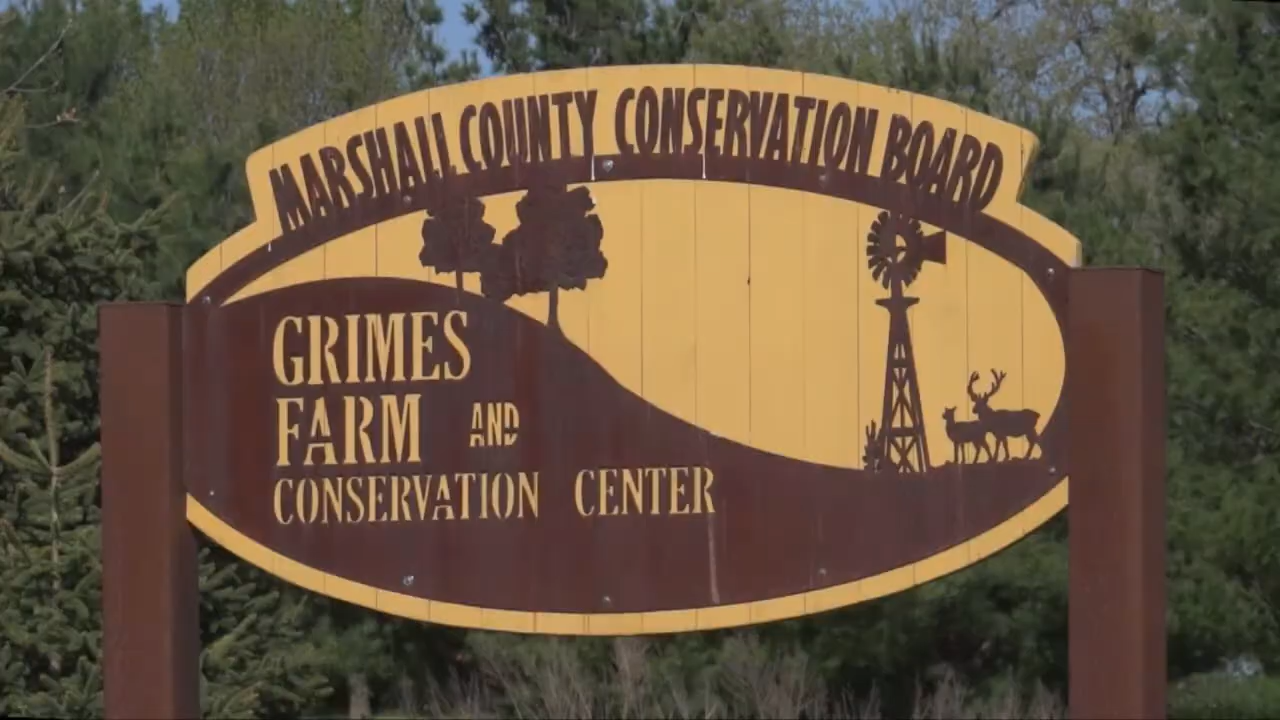 MARSHALL COUNTY CONSERVATION BOARD
GRIMES
FARM AND
CONSERVATION CENTER